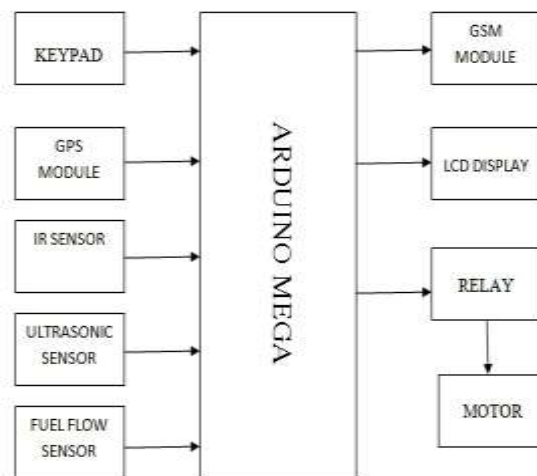 KEYPAD
GPS
MODULE
IR SENSOR
ULTRASONIC
SENSOR
FUEL FLOW
SENSOR
ARDUINO MEGA
GSM
MODULE
LCD DISPLAY
RELAY
MOTOR